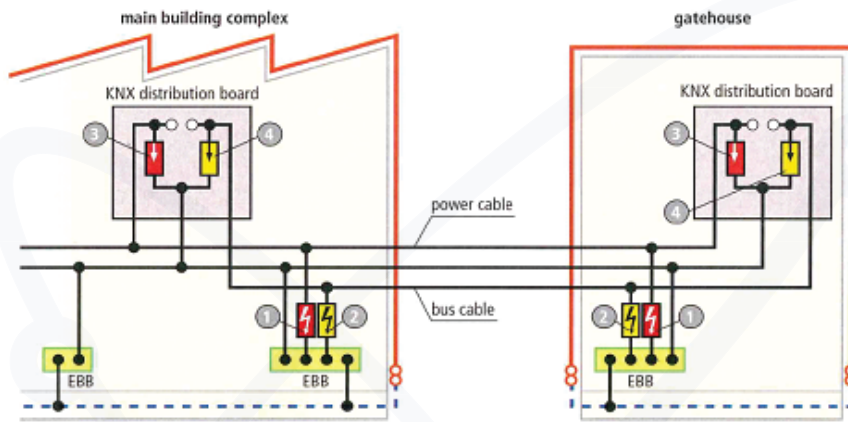 main building complex
gatehouse
KNX distribution board
KNX distribution board
3
4
3
4
power cable
bus cable
1
2
2
1
EBB
EBB
EBB